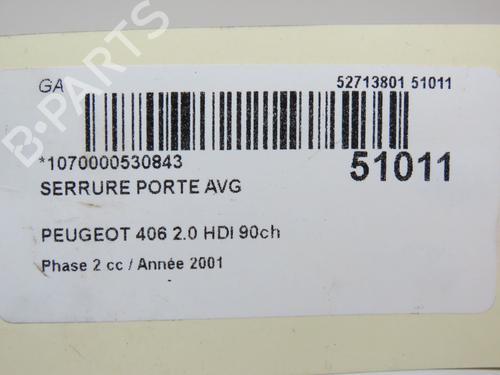 GA 52713801 51011
*1070000530843 51011
SERRURE PORTE AVG
PEUGEOT 406 2.0 HDI 90ch
Phase 2 cc / Année 2001
B-PARTS